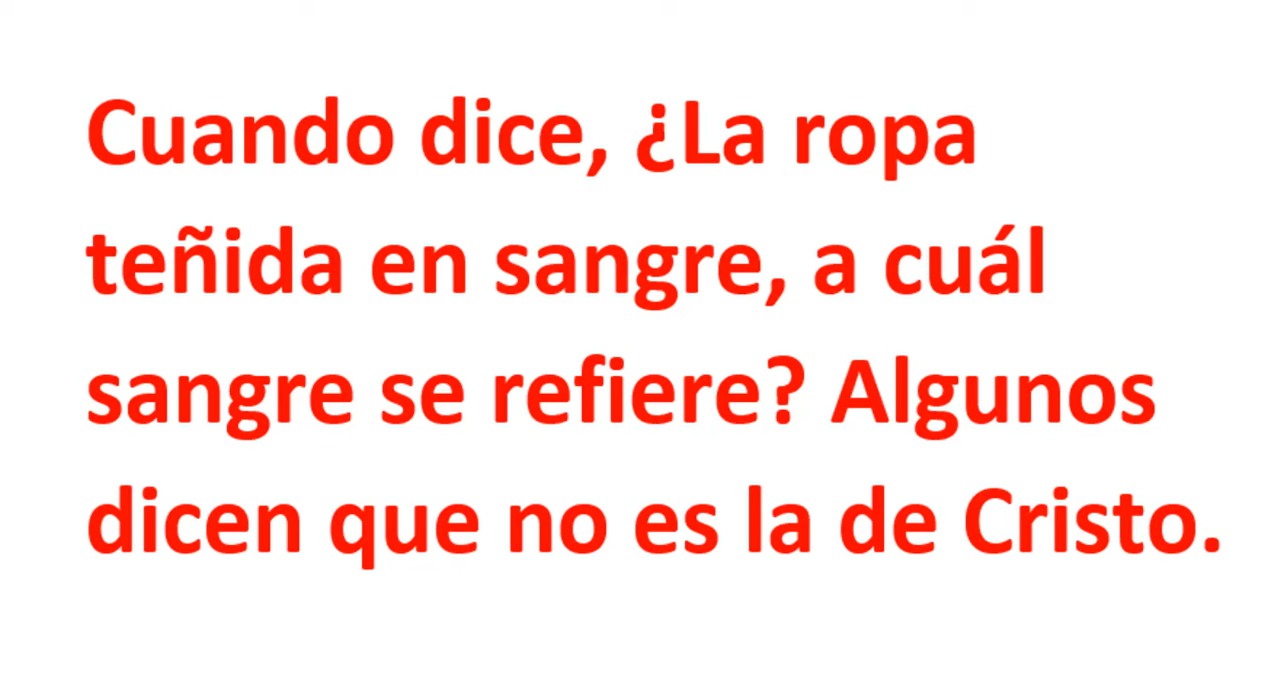 Cuando dice, ¿La ropa
teñida en sangre, a cuál
sangre se refiere? Algunos
dicen que no es la de Cristo.